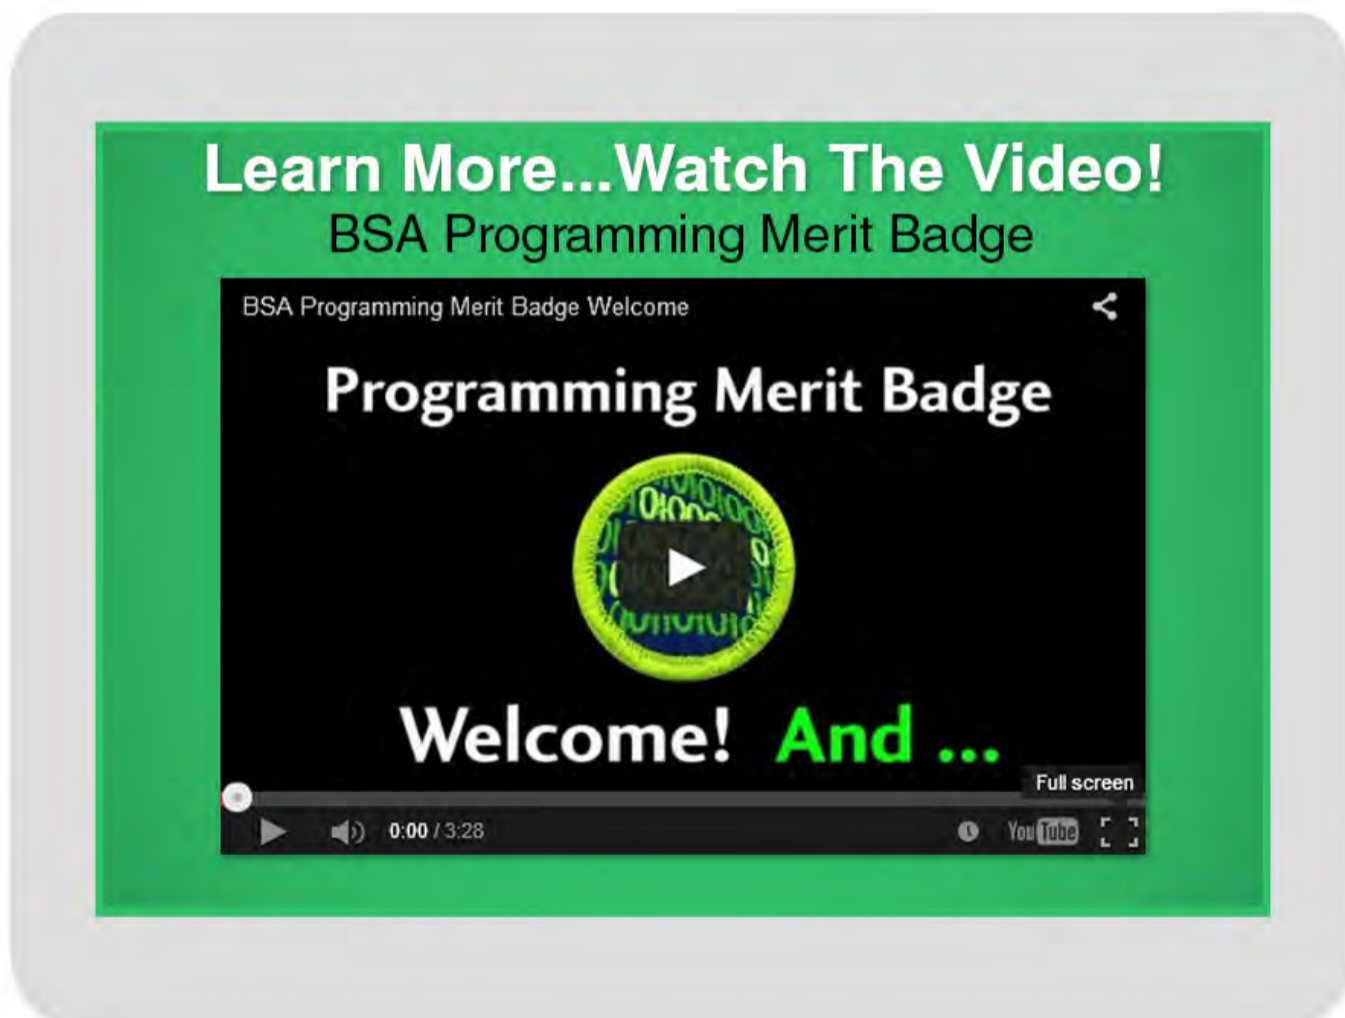 Learn More...Watch The Video!
BSA Programming Merit Badge
BSA Programming Merit Badge Welcome
Programming Merit Badge
Welcome! And ...
Full screen
0:00 / 3:28
YouTube